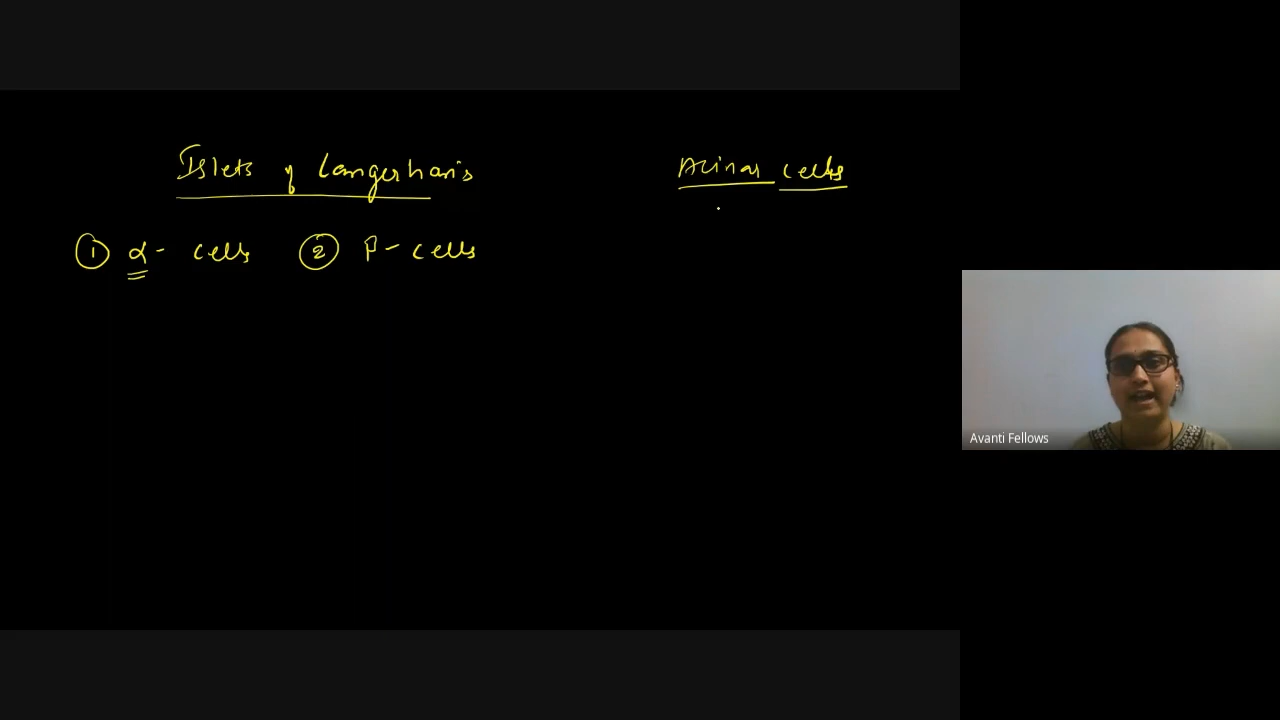 Islets of Langerhans
Acinar cells
① α- cells ② β- cells
Avanti Fellows